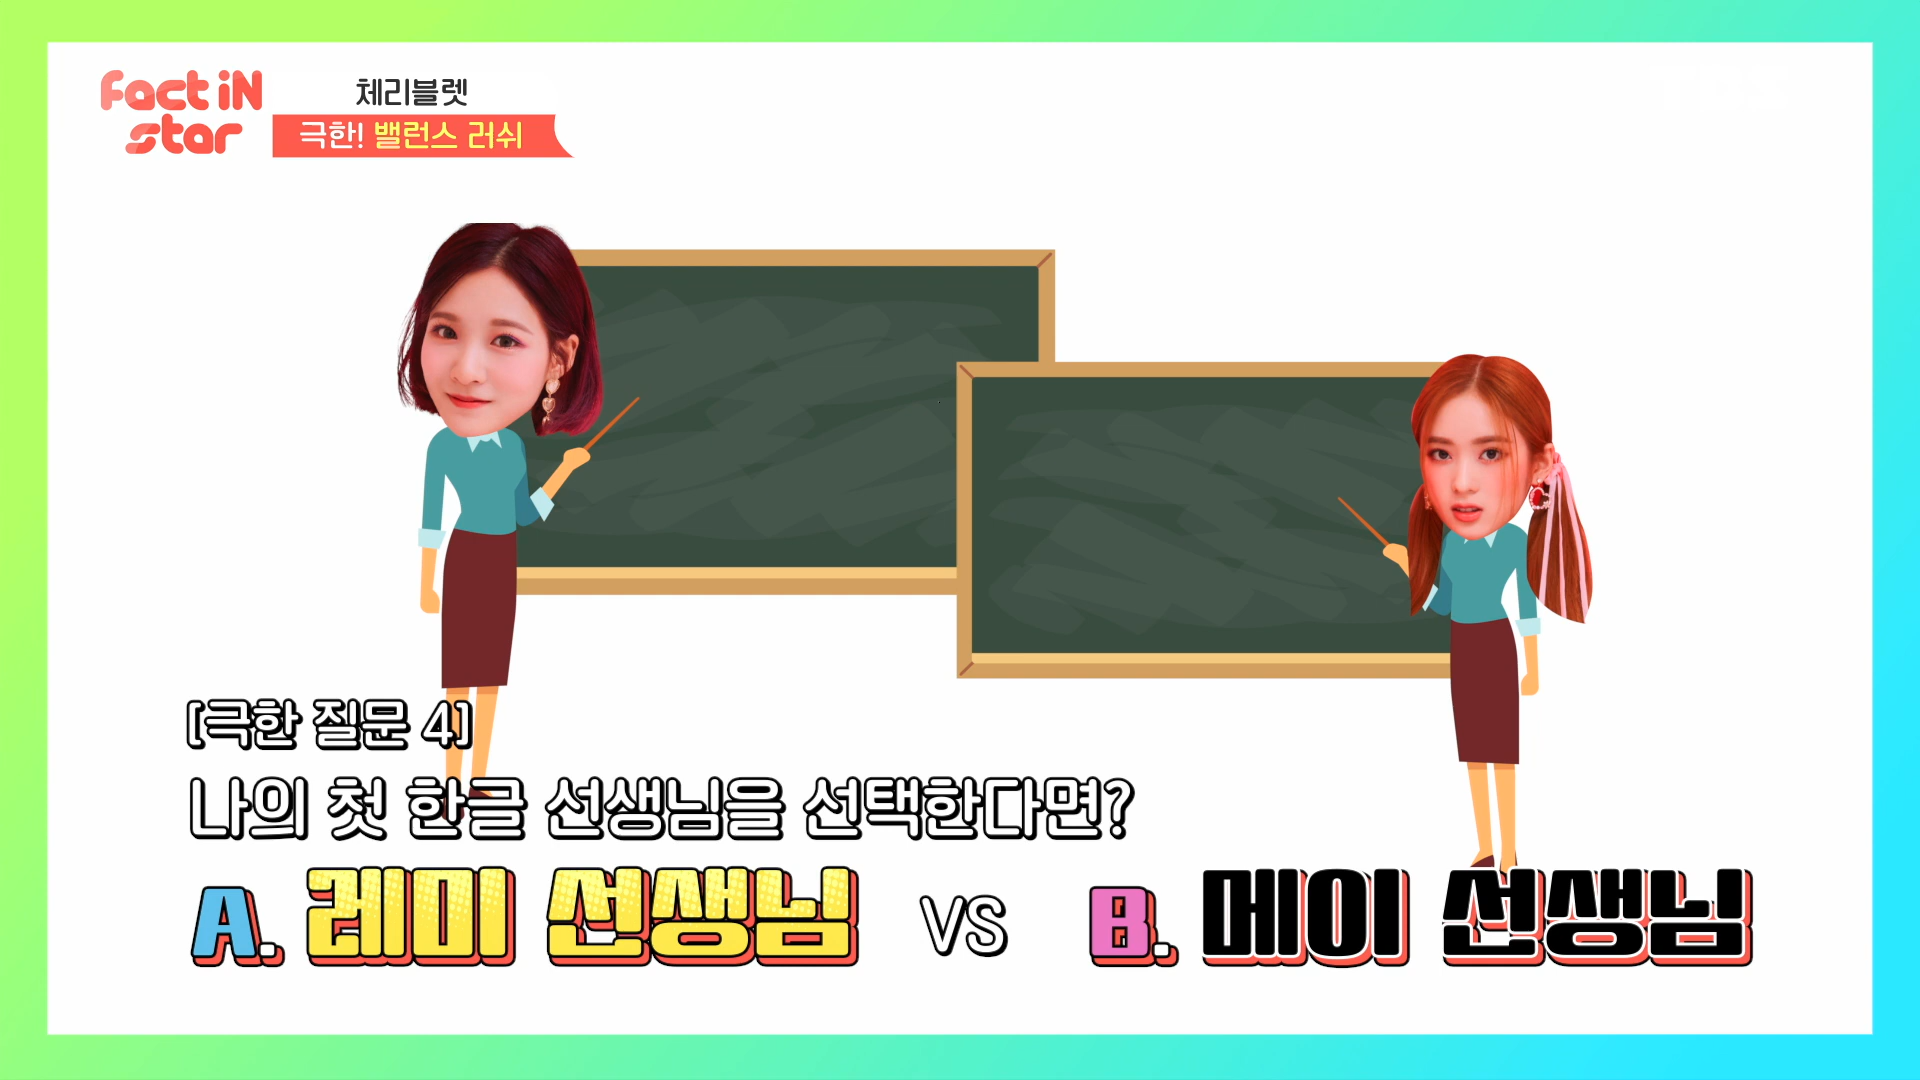 Fact iN
star
체리블렛
극한! 밸런스 러쉬
[극한 질문 4]
나의 첫 한글 선생님을 선택한다면?
A. 레미 선생님 VS B. 메이 선생님